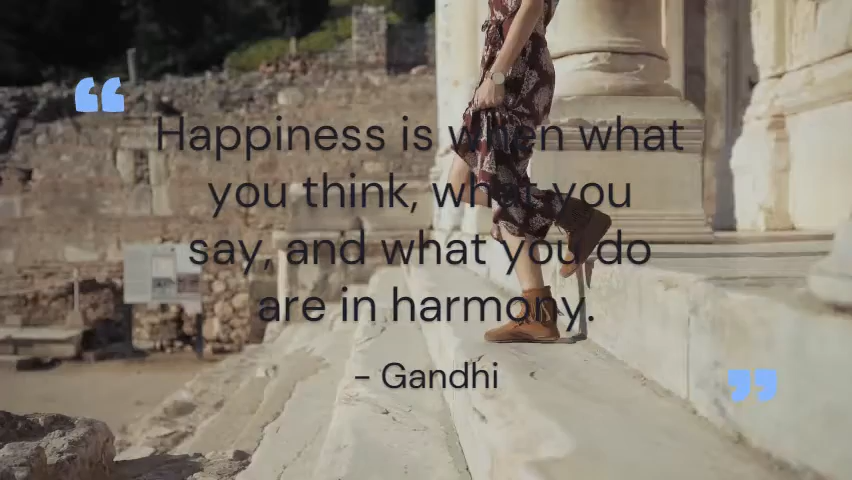 “
Happiness is when what
you think, what you
say, and what you do
are in harmony.
- Gandhi
”